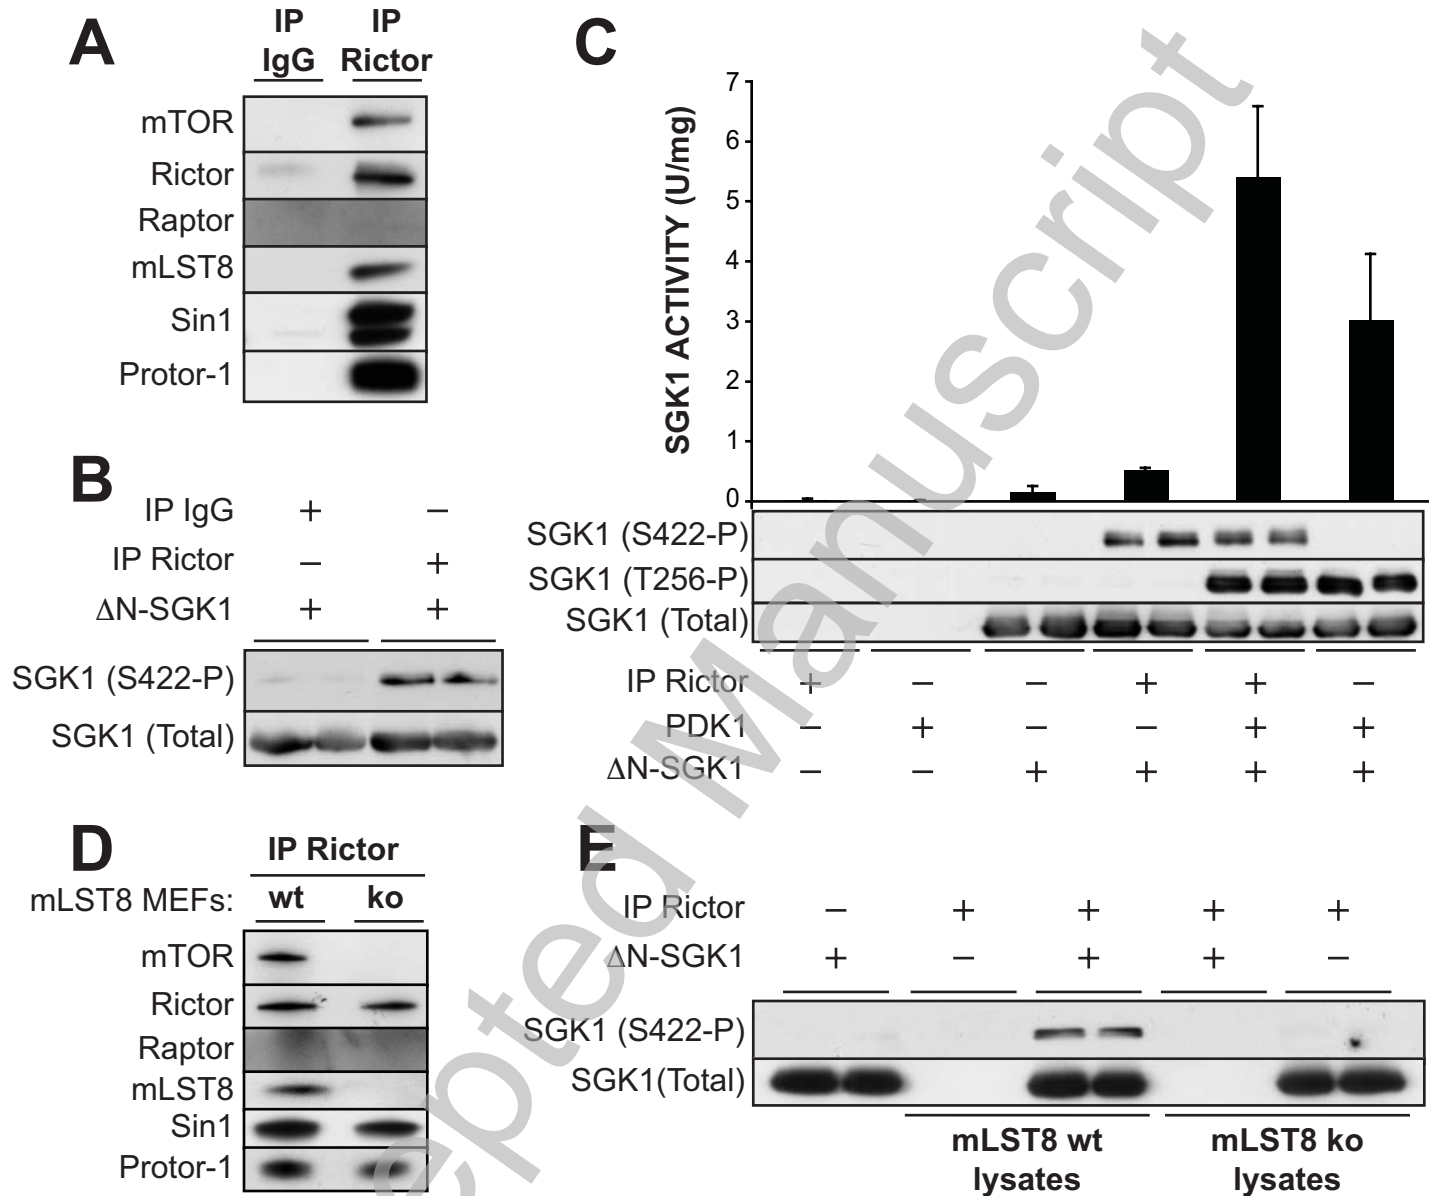 A
IP IgG
IP Rictor
mTOR
Rictor
Raptor
mLST8
Sin1
Protor-1
B
IP IgG + −
IP Rictor − +
ΔN-SGK1 + +
SGK1 (S422-P)
SGK1 (Total)
C
SGK1 ACTIVITY (U/mg)
7
6
5
4
3
2
1
0
SGK1 (S422-P)
SGK1 (T256-P)
SGK1 (Total)
IP Rictor + − − + + −
PDK1 − + − − + +
ΔN-SGK1 − − + + + +
D
IP Rictor
mLST8 MEFs: wt ko
mTOR
Rictor
Raptor
mLST8
Sin1
Protor-1
E
IP Rictor − + + + +
ΔN-SGK1 + − + + −
SGK1 (S422-P)
SGK1(Total)
mLST8 wt lysates
mLST8 ko lysates
epted Manuscript